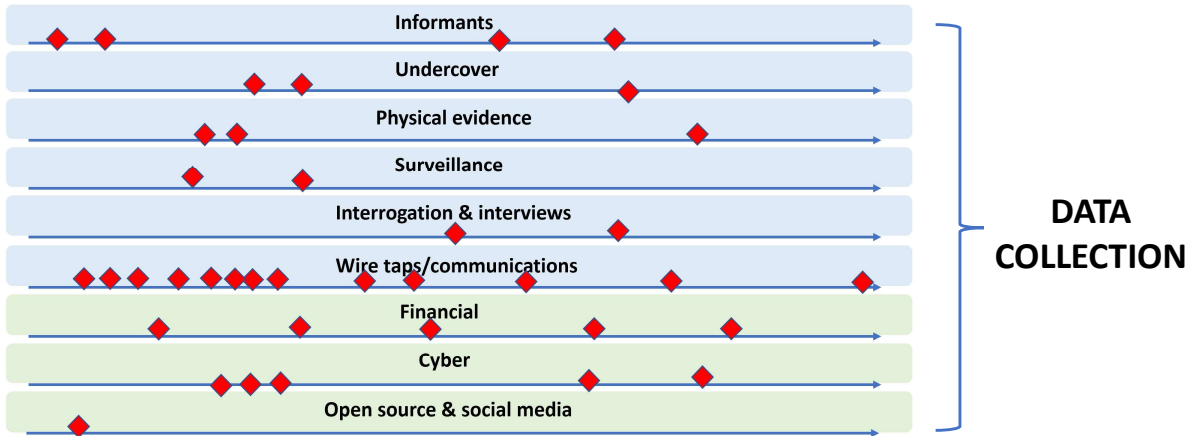 Informants
Undercover
Physical evidence
Surveillance
Interrogation & interviews
Wire taps/communications
Financial
Cyber
Open source & social media
DATA
COLLECTION